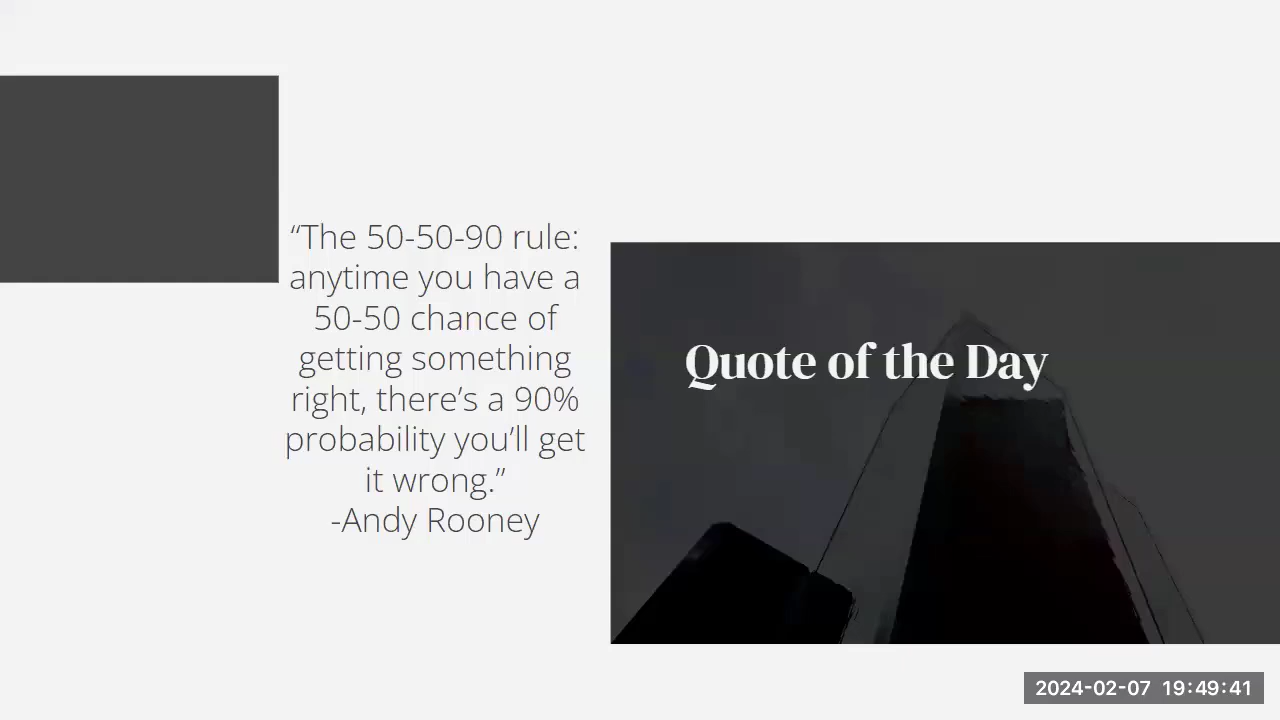 “The 50-50-90 rule:
anytime you have a
50-50 chance of
getting something
right, there’s a 90%
probability you’ll get
it wrong.”
-Andy Rooney
Quote of the Day
2024-02-07 19:49:41